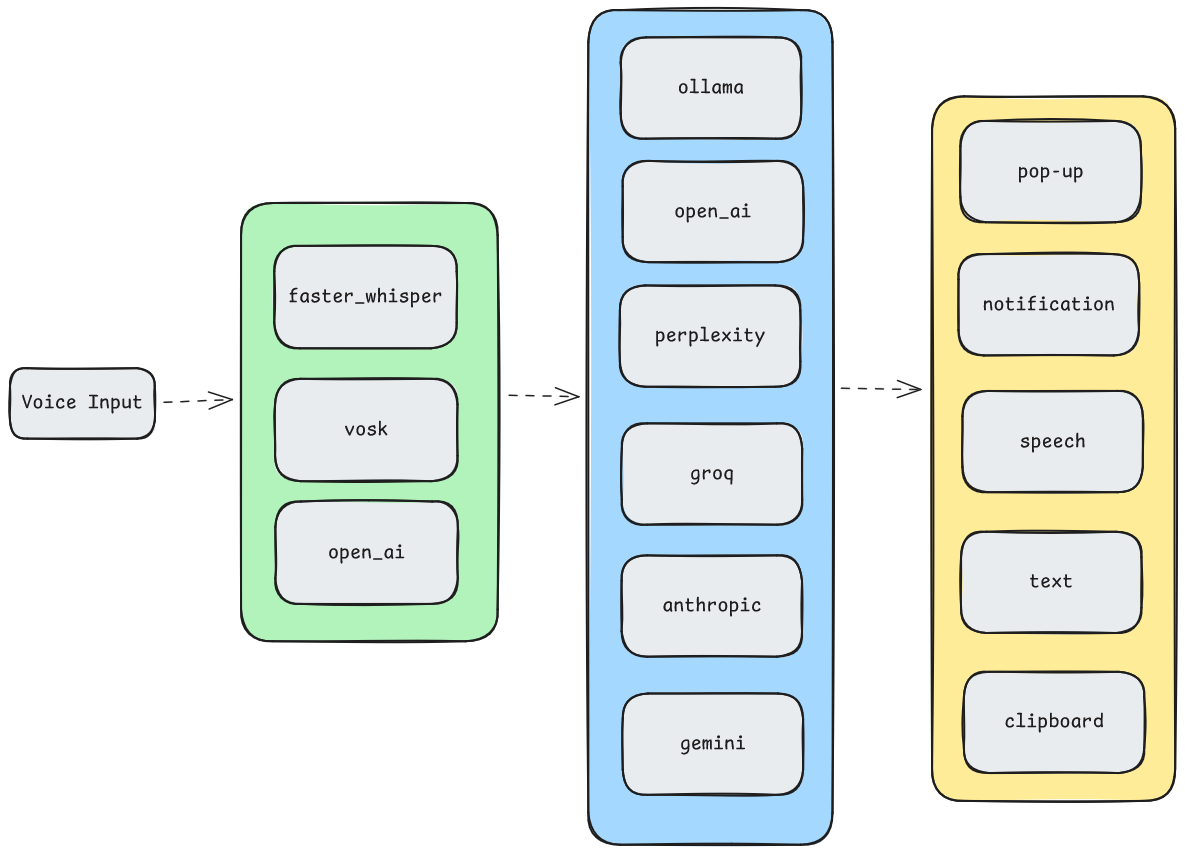 Voice Input
faster_whisper
vosk
open_ai
ollama
open_ai
perplexity
groq
anthropic
gemini
pop-up
notification
speech
text
clipboard